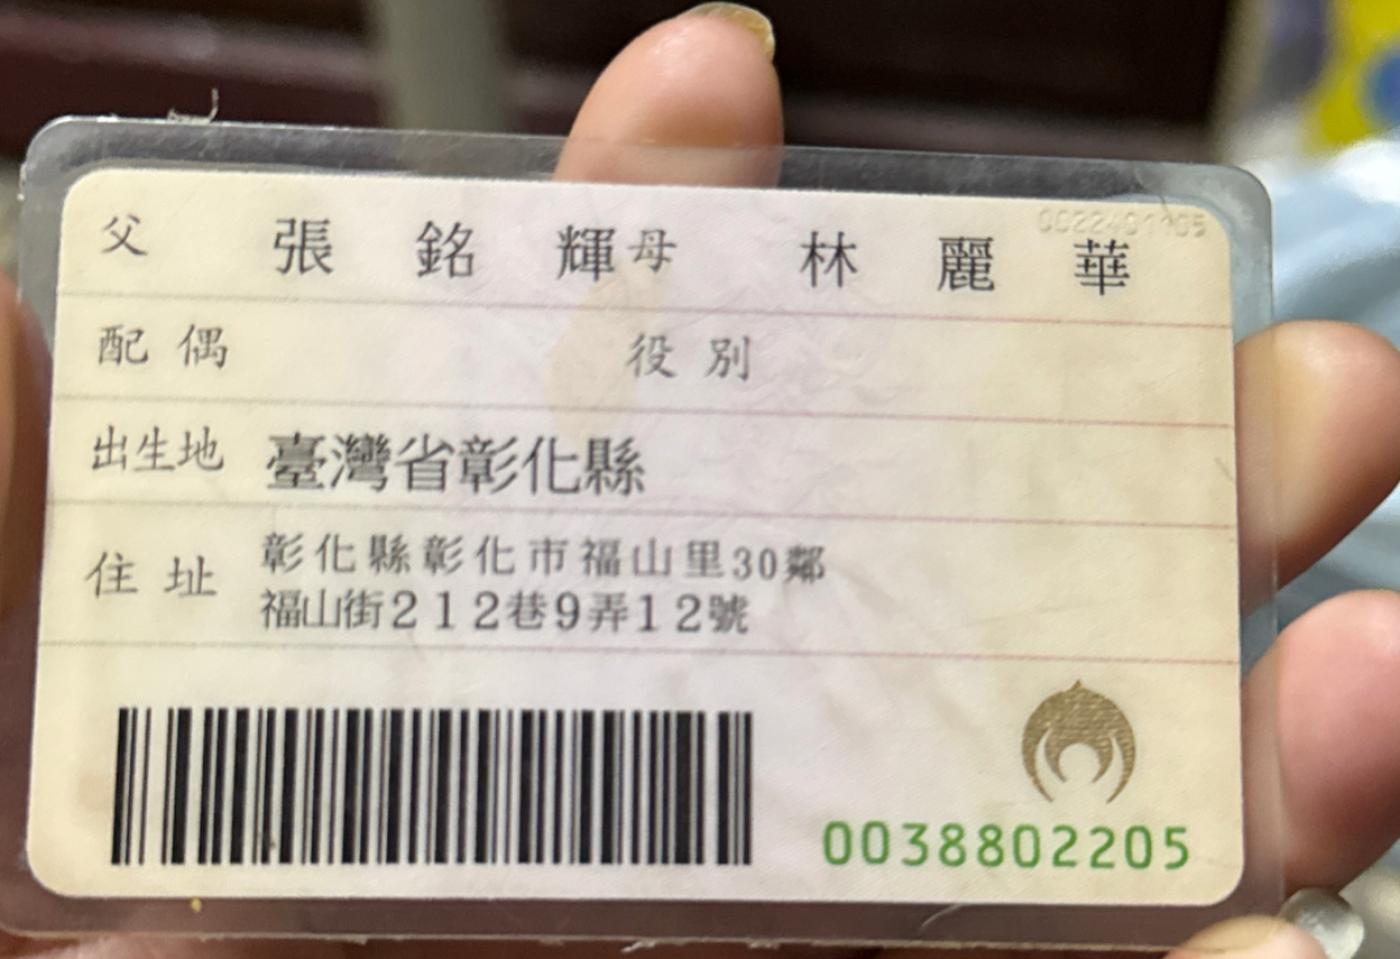 父 張銘輝 母 林麗華
配偶 役別
出生地 臺灣省彰化縣
住址 彰化縣彰化市福山里30鄰
福山街212巷9弄12號
0038802205